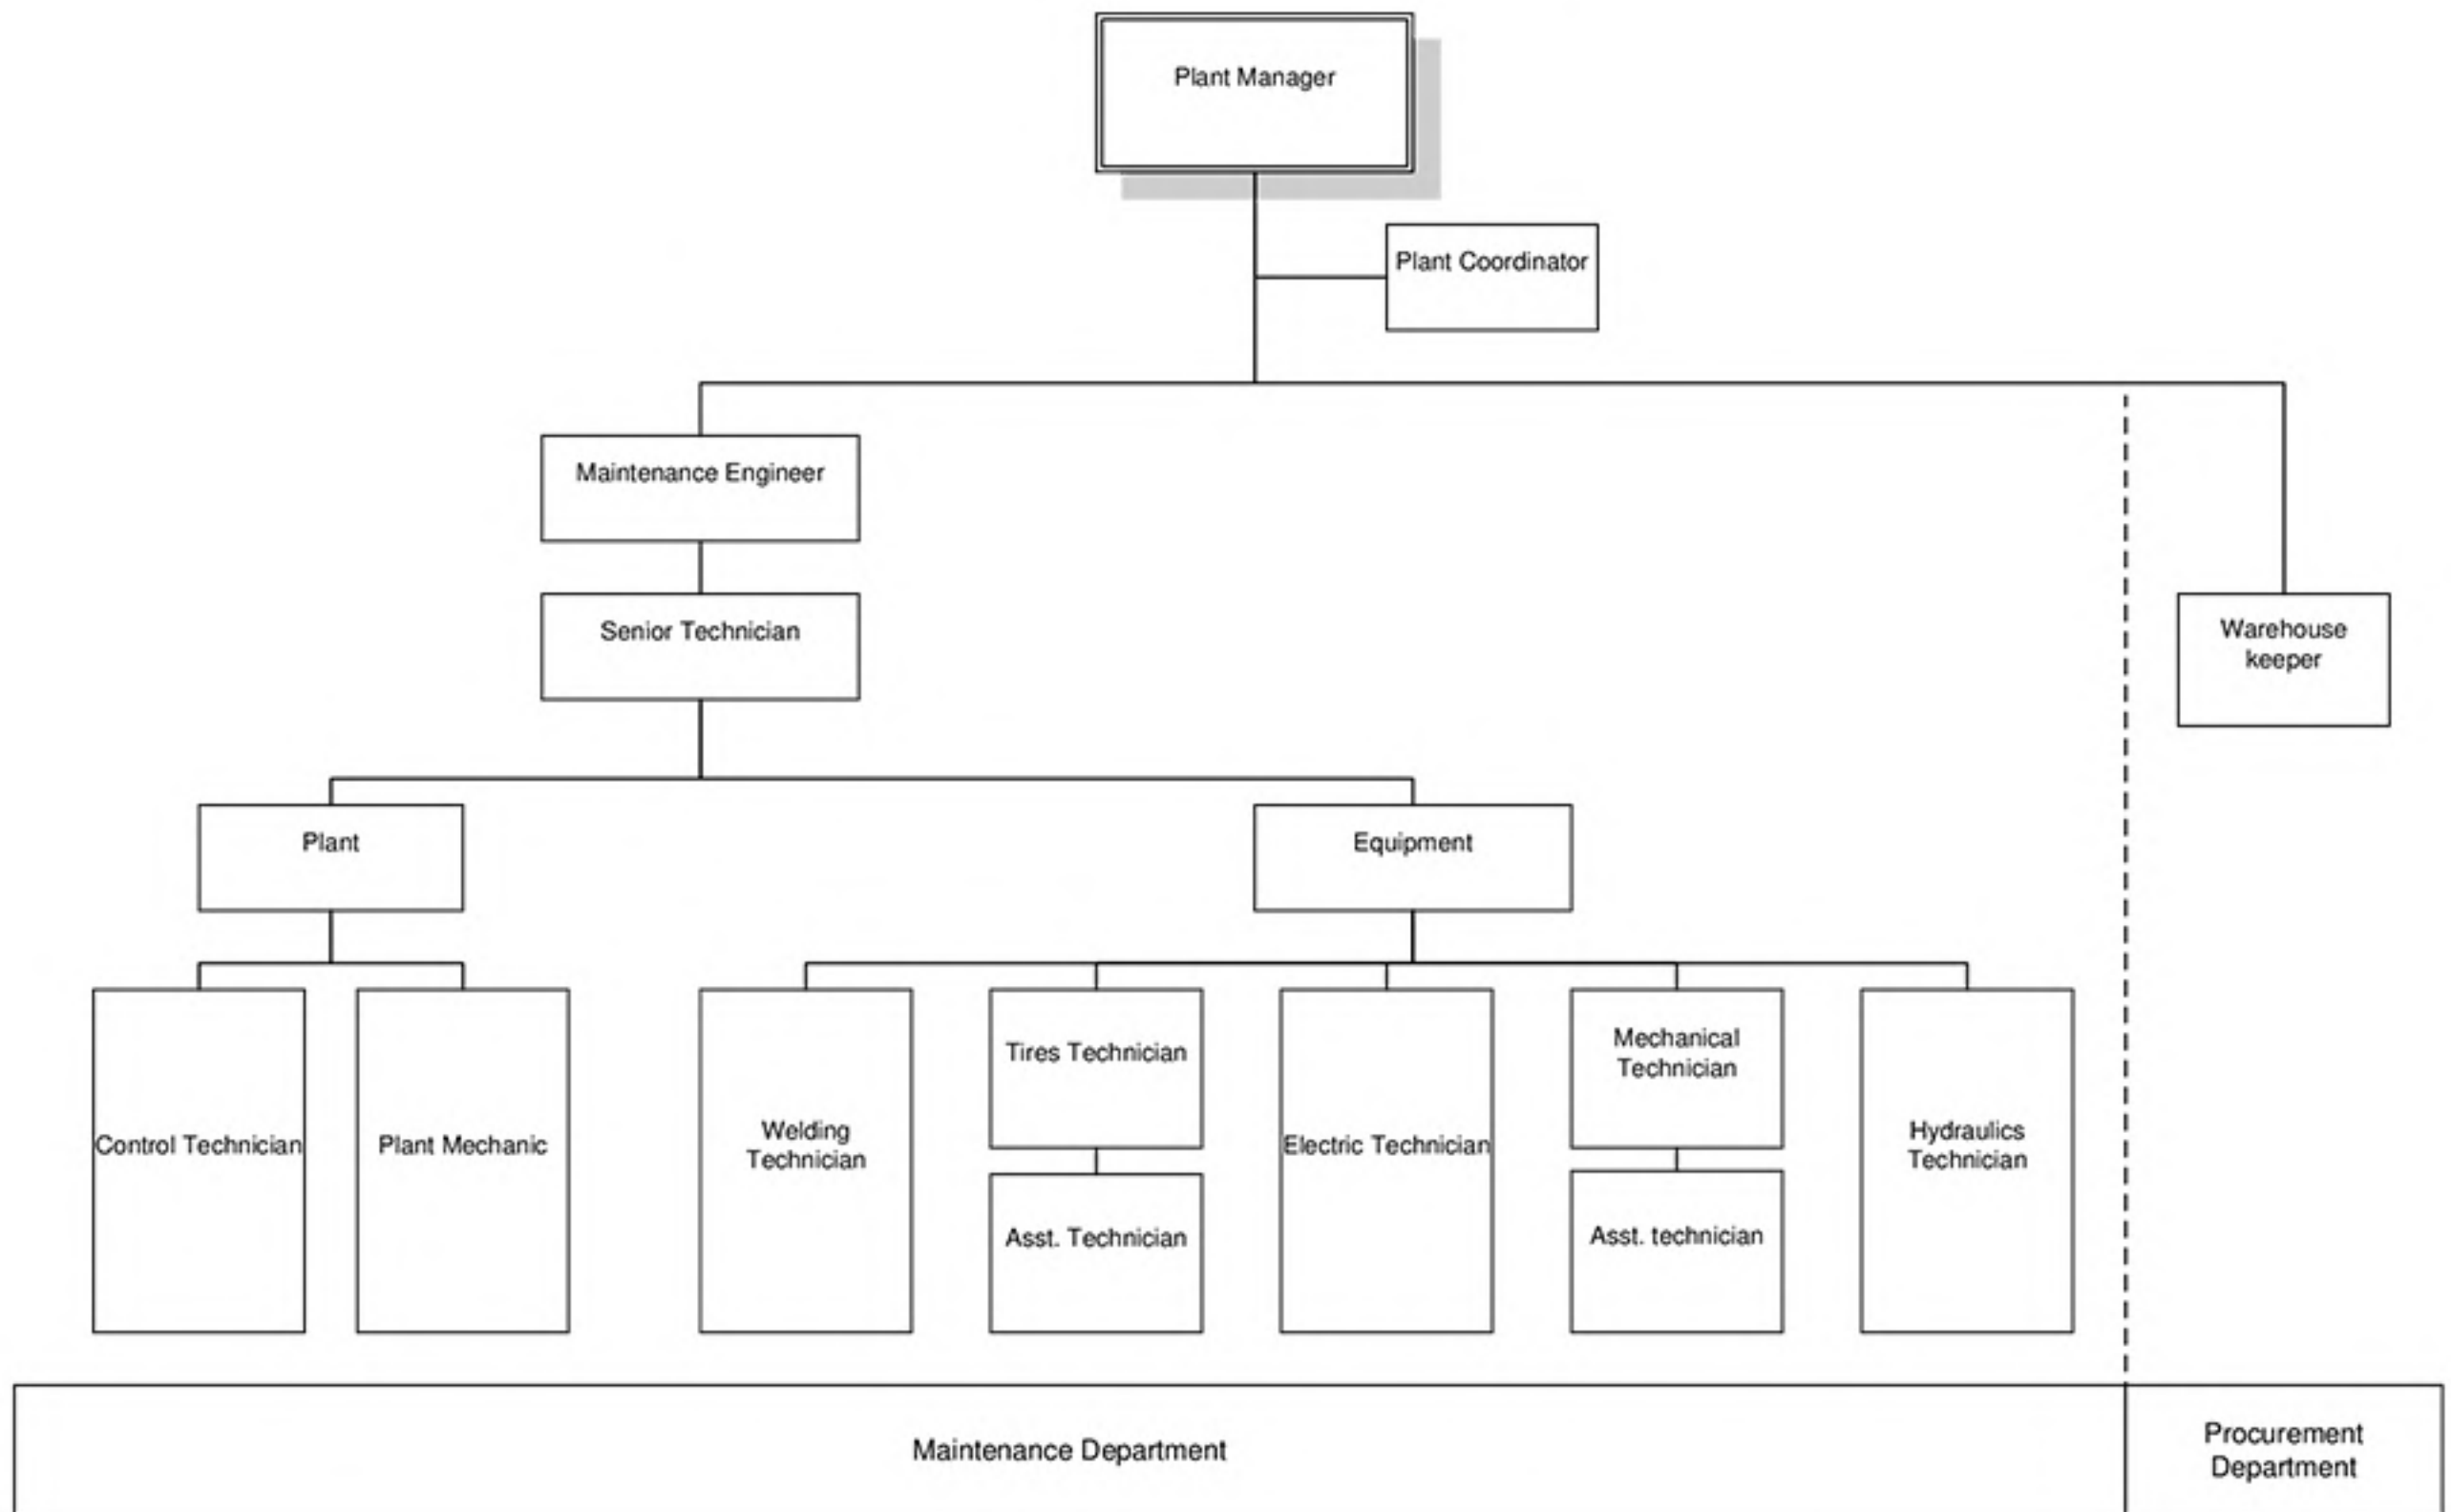 Plant Manager
Plant Coordinator
Maintenance Engineer
Senior Technician
Warehouse
keeper
Plant
Equipment
Control Technician
Plant Mechanic
Welding
Technician
Tires Technician
Asst. Technician
Electric Technician
Mechanical
Technician
Asst. technician
Hydraulics
Technician
Maintenance Department
Procurement
Department